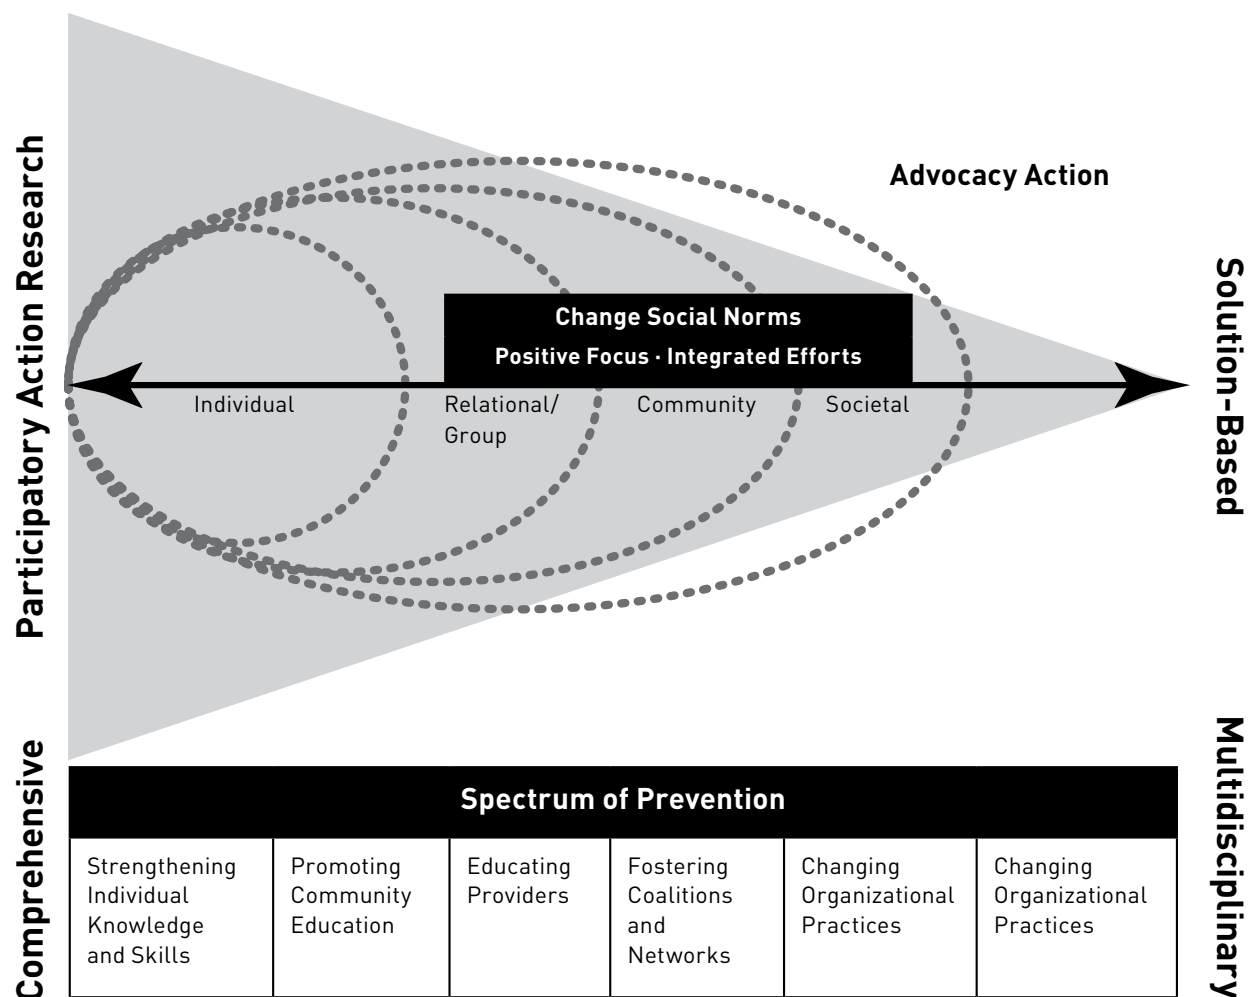 Participatory Action Research
Advocacy Action
Solution-Based
Change Social Norms
Positive Focus · Integrated Efforts
Individual
Relational/
Group
Community
Societal
Comprehensive
Multidisciplinary
Spectrum of Prevention
Strengthening
Individual
Knowledge
and Skills
Promoting
Community
Education
Educating
Providers
Fostering
Coalitions
and
Networks
Changing
Organizational
Practices
Changing
Organizational
Practices